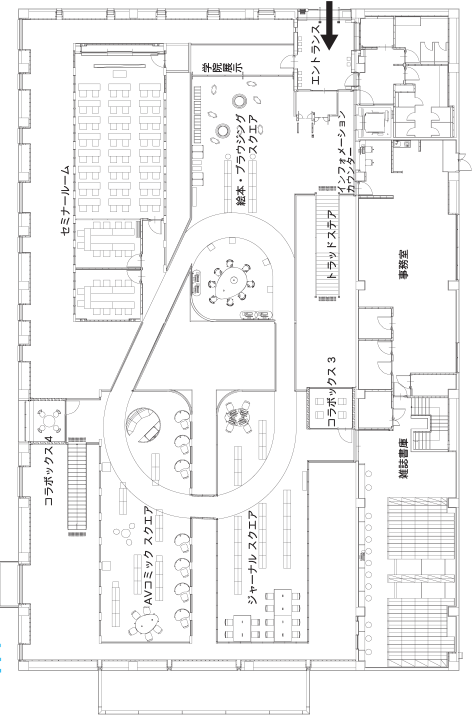 エントランス
学院展示
絵本・ブラウジング
スクエア
インフォメーション
カウンター
セミナールーム
トラッドステア
事務室
コラボックス 3
コラボックス 4
雑誌書庫
AVコミック スクエア
ジャーナル スクエア